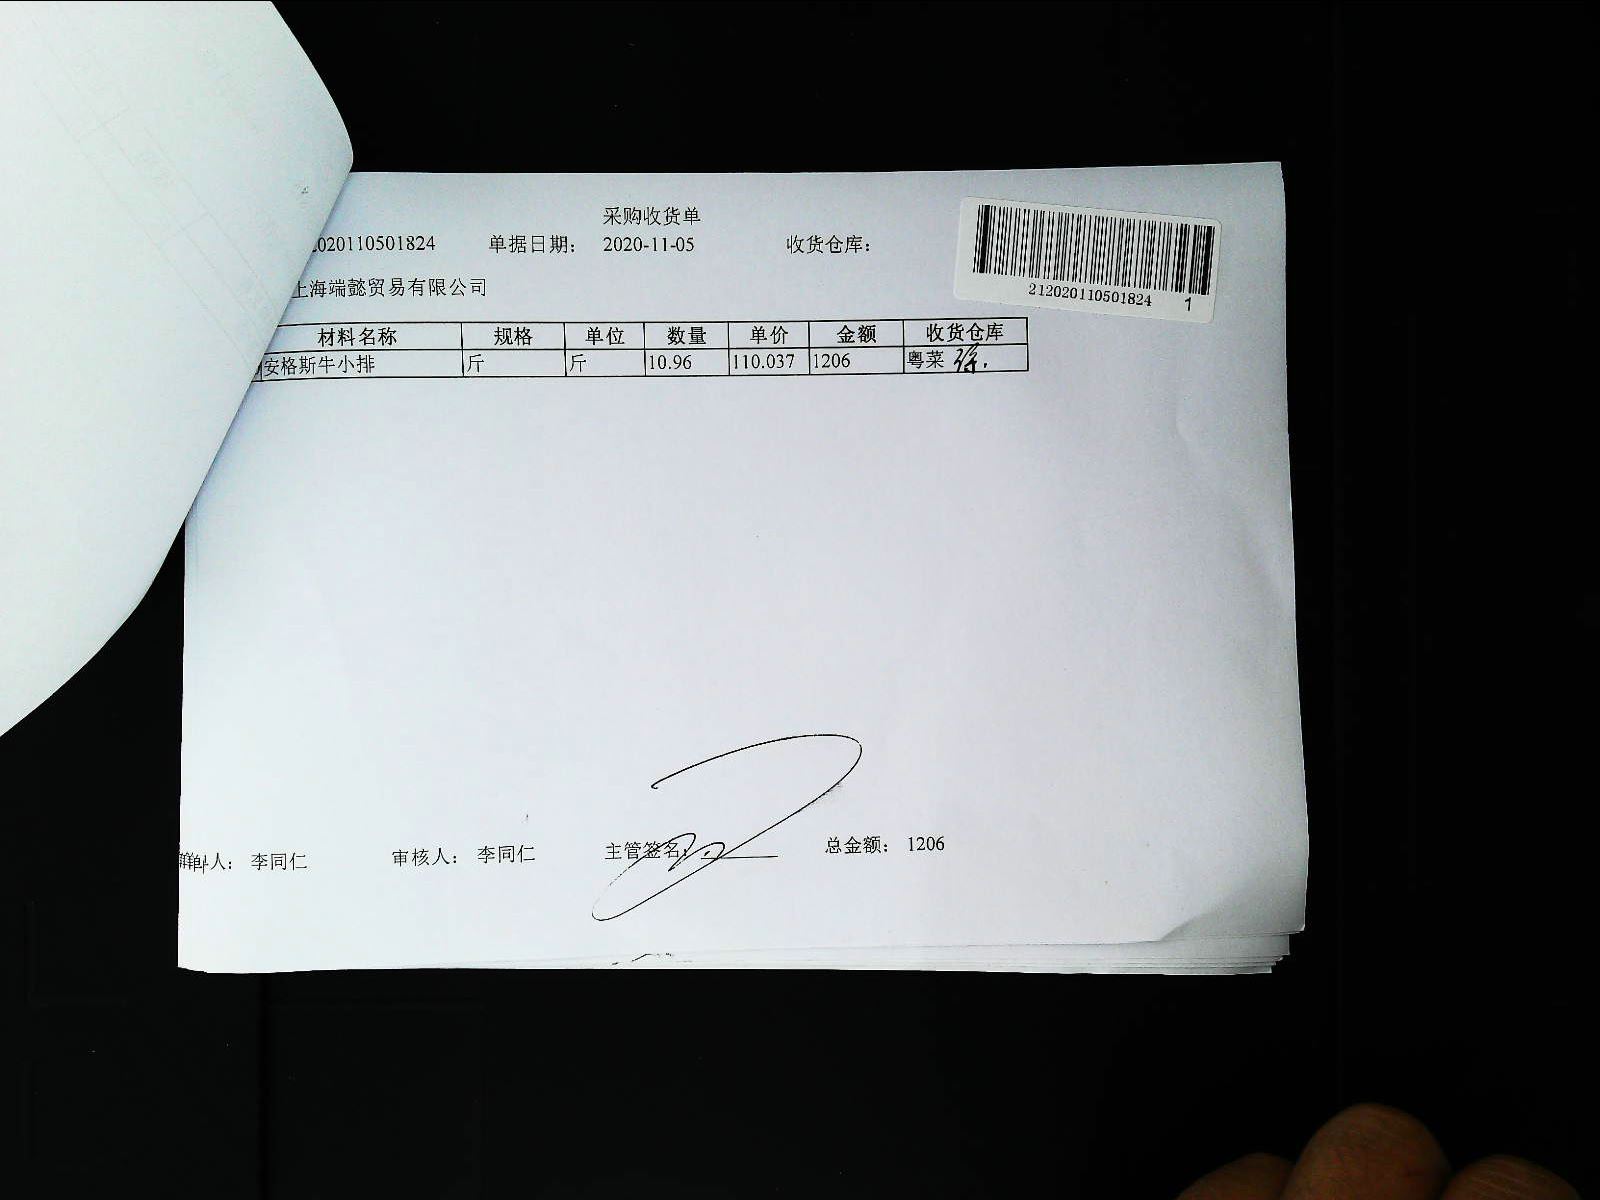 采购收货单
2020110501824 单据日期： 2020-11-05 收货仓库：
上海端懿贸易有限公司
212020110501824 1
材料名称 规格 单位 数量 单价 金额 收货仓库
安格斯牛小排 斤 斤 10.96 110.037 1206 粤菜
人： 李同仁 审核人： 李同仁 主管签名： 总金额： 1206